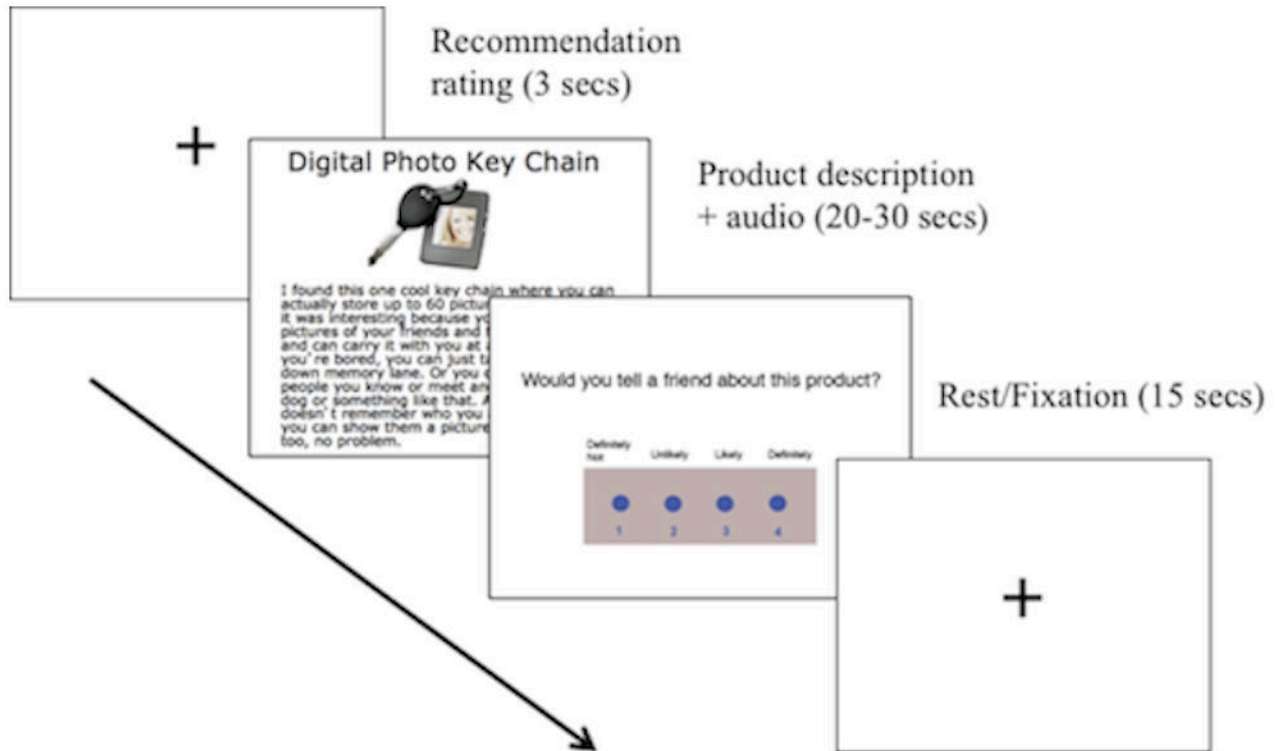 +
Recommendation
rating (3 secs)
Digital Photo Key Chain
Product description
+ audio (20-30 secs)
I found this one cool key chain where you can
actually store up to 60
it was interesting because
pictures of your friends and
and can carry it with you at
you're bored, you can just
down memory lane. Or you
people you know or meet
dog or something like that.
doesn't remember who you
you can show them a picture
too, no problem.
Would you tell a friend about this product?
Rest/Fixation (15 secs)
Definitely
Not Unlikely Likely Definitely
1 2 3 4
+